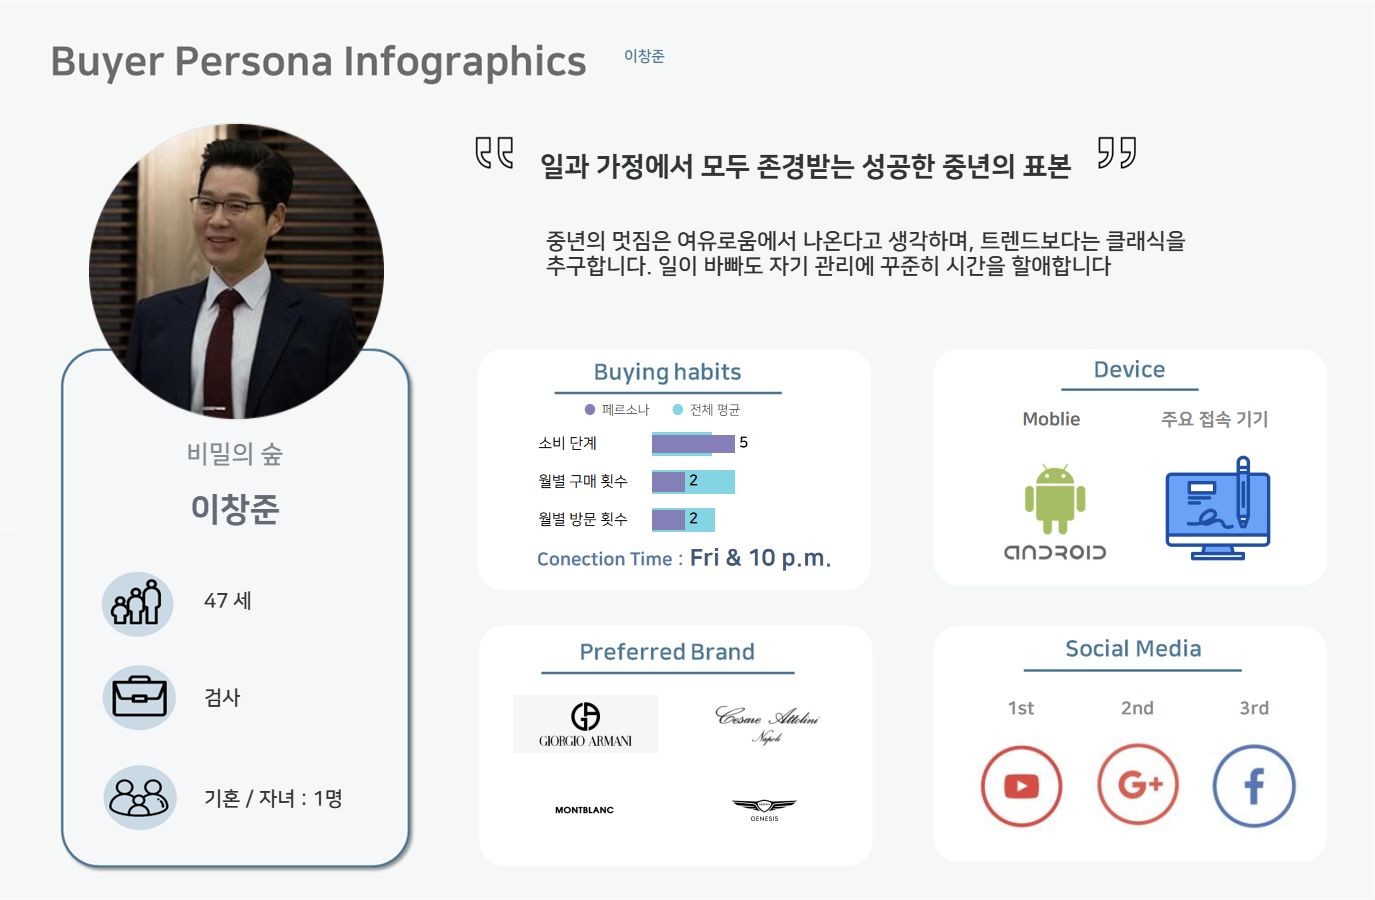 Buyer Persona Infographics
이창준
일과 가정에서 모두 존경받는 성공한 중년의 표본
중년의 멋짐은 여유로움에서 나온다고 생각하며, 트렌드보다는 클래식을
추구합니다. 일이 바빠도 자기 관리에 꾸준히 시간을 할애합니다
비밀의 숲
이창준
47 세
검사
기혼 / 자녀 : 1명
Buying habits
페르소나 전체 평균
소비 단계 5
월별 구매 횟수 2
월별 방문 횟수 2
Conection Time : Fri & 10 p.m.
Device
Moblie 주요 접속 기기
ANDROID
Preferred Brand
GIORGIO ARMANI
Cesare Attolini
Napoli
MONTBLANC
GENESIS
Social Media
1st 2nd 3rd
G+ f